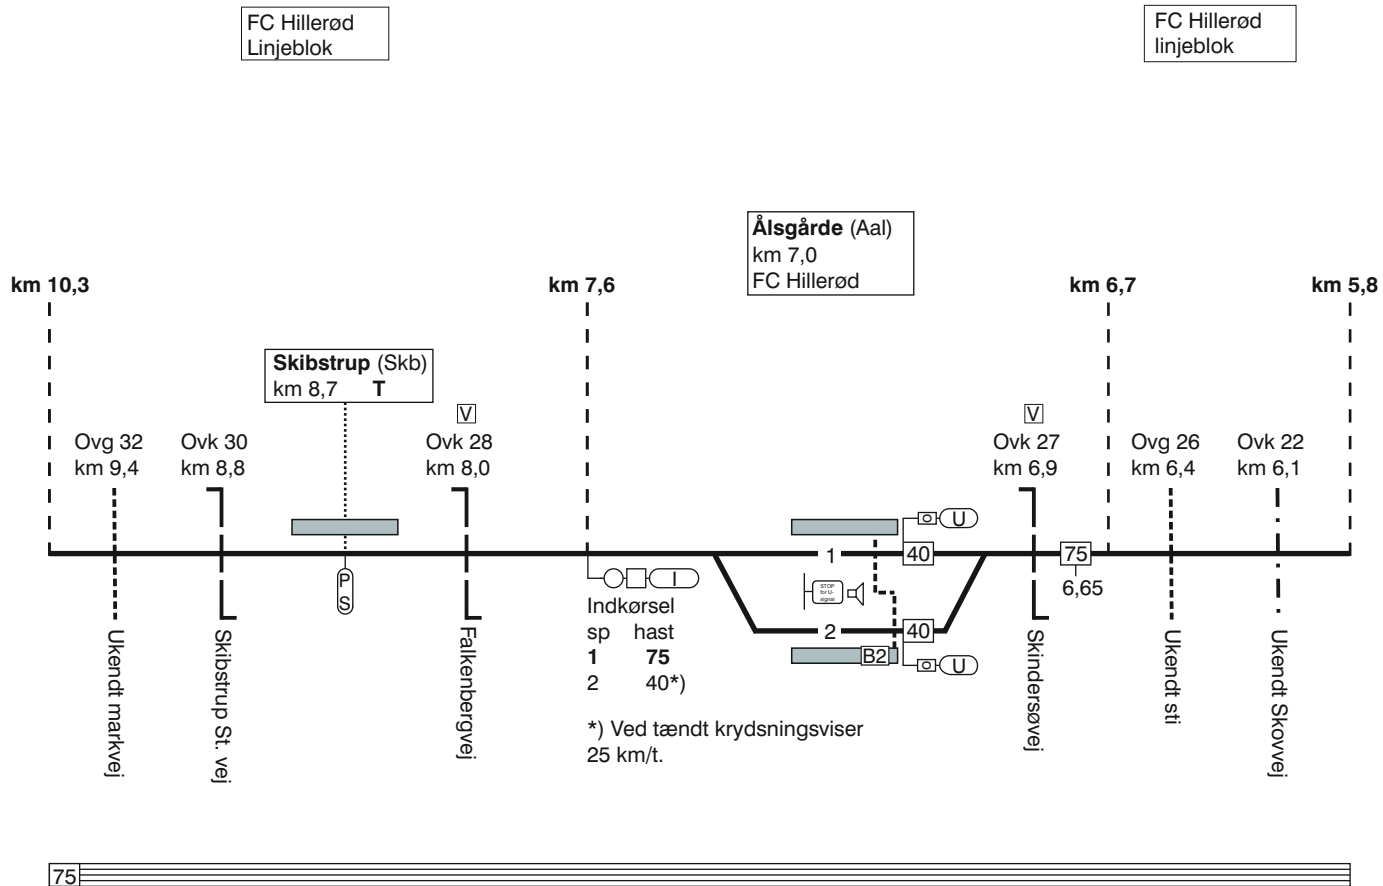 FC Hillerød
Linjeblok
FC Hillerød
linjeblok
Ålsgårde (Aal)
km 7,0
FC Hillerød
km 10,3
km 7,6
km 6,7
km 5,8
Skibstrup (Skb)
km 8,7 T
V
V
Ovg 32
km 9,4
Ovk 30
km 8,8
Ovk 28
km 8,0
Ovk 27
km 6,9
Ovg 26
km 6,4
Ovk 22
km 6,1
U
1
40
75
6,65
P
S
I
STOP
for U-
signal
Indkørsel
sp hast
1 75
2 40*)
2
40
B2
U
*) Ved tændt krydsningsviser
25 km/t.
Ukendt markvej
Skibstrup St. vej
Falkenbergvej
Skindersøvej
Ukendt sti
Ukendt Skovvej
75